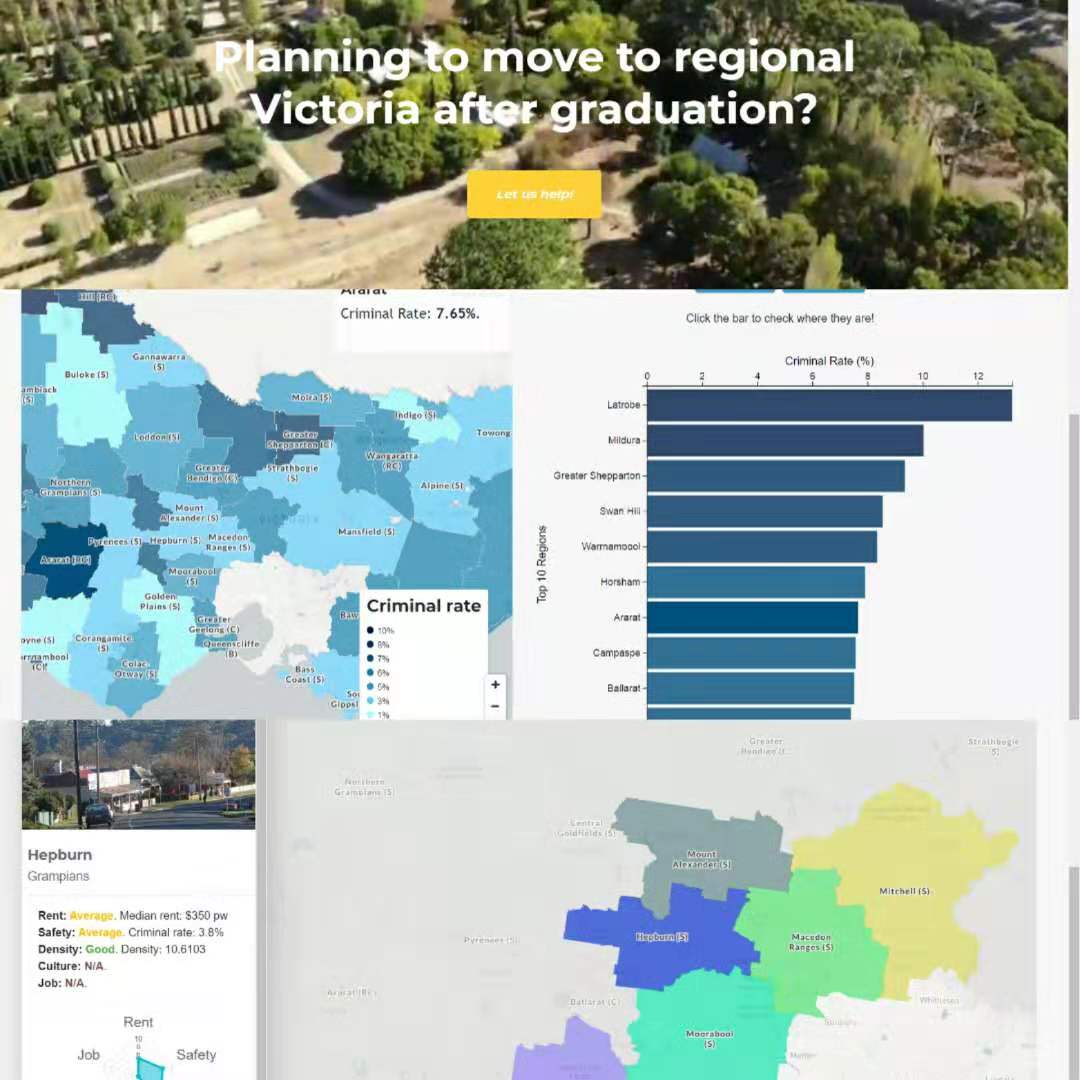 Planning to move to regional
Victoria after graduation?
Let us help!
Ararat
Criminal Rate: 7.65%.
Hill (RC)
Gannawarra
(S)
Buloke (S)
ambiack
(S)
Moira (S)
Indigo (S)
Loddon (S)
Greater
Shepparton (C)
Towong
Wangaratta
(RC)
Greater
Bendigo (C)
Strathbogie
(S)
Northern
Grampians (S)
Alpine (S)
Mount
Alexander (S)
Mansfield (S)
Pyrenees (S)
Hepburn (S)
Macedon
Ranges (S)
Ararat (RC)
Moorabool
(S)
Golden
Plains (S)
Greater
Geelong (C)
Queenscliffe
(B)
oyne (S)
Corangamite
(S)
Colac
Otway (S)
Baw
Bass
Coast (S)
Sou
Gippsl
Criminal rate
10%
8%
7%
6%
5%
3%
1%
+
−
Click the bar to check where they are!
Criminal Rate (%)
0 2 4 6 8 10 12
Top 10 Regions
Latrobe
Mildura
Greater Shepparton
Swan Hill
Warrnambool
Horsham
Ararat
Campaspe
Ballarat
Hepburn
Grampians
Rent: Average. Median rent: $350 pw
Safety: Average. Criminal rate: 3.8%
Density: Good. Density: 10.6103
Culture: N/A.
Job: N/A.
Rent
10
Job
Safety
Greater
Bendigo (C)
Strathbogie
(S)
Northern
Grampians (S)
Central
Goldfields (S)
Mount
Alexander (S)
Mitchell (S)
Hepburn (S)
Macedon
Ranges (S)
Pyrenees (S)
Ararat (RC)
Ballarat (C)
Whittlesea
Moorabool
(S)